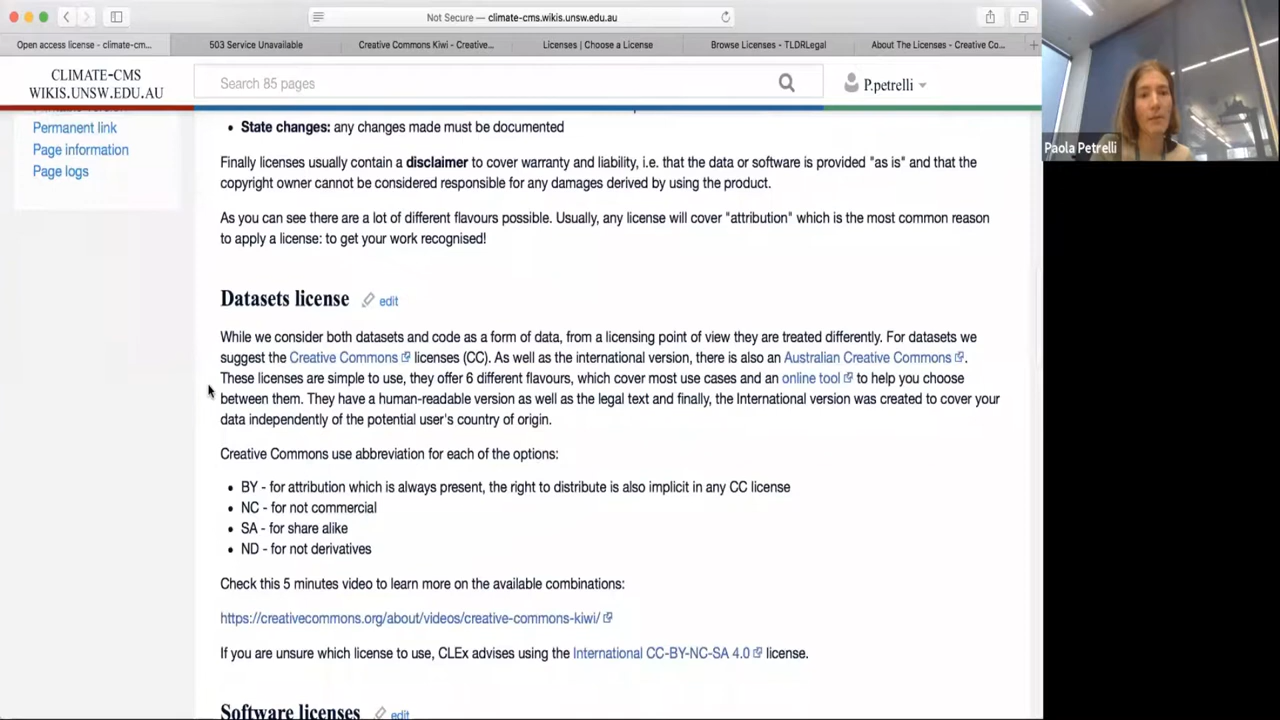 Not Secure — climate-cms.wikis.unsw.edu.au
Open access license - climate-cm...
503 Service Unavailable
Creative Commons Kiwi - Creative...
Licenses | Choose a License
Browse Licenses - TLDRLegal
About The Licenses - Creative Co...
CLIMATE-CMS
WIKIS.UNSW.EDU.AU
Search 85 pages
P.petrelli
Permanent link
Page information
Page logs
Paola Petrelli
• State changes: any changes made must be documented
Finally licenses usually contain a disclaimer to cover warranty and liability, i.e. that the data or software is provided "as is" and that the
copyright owner cannot be considered responsible for any damages derived by using the product.
As you can see there are a lot of different flavours possible. Usually, any license will cover "attribution" which is the most common reason
to apply a license: to get your work recognised!
Datasets license edit
While we consider both datasets and code as a form of data, from a licensing point of view they are treated differently. For datasets we
suggest the Creative Commons licenses (CC). As well as the international version, there is also an Australian Creative Commons.
These licenses are simple to use, they offer 6 different flavours, which cover most use cases and an online tool to help you choose
between them. They have a human-readable version as well as the legal text and finally, the International version was created to cover your
data independently of the potential user's country of origin.
Creative Commons use abbreviation for each of the options:
• BY - for attribution which is always present, the right to distribute is also implicit in any CC license
• NC - for not commercial
• SA - for share alike
• ND - for not derivatives
Check this 5 minutes video to learn more on the available combinations:
https://creativecommons.org/about/videos/creative-commons-kiwi/
If you are unsure which license to use, CLEx advises using the International CC-BY-NC-SA 4.0 license.
Software licenses edit